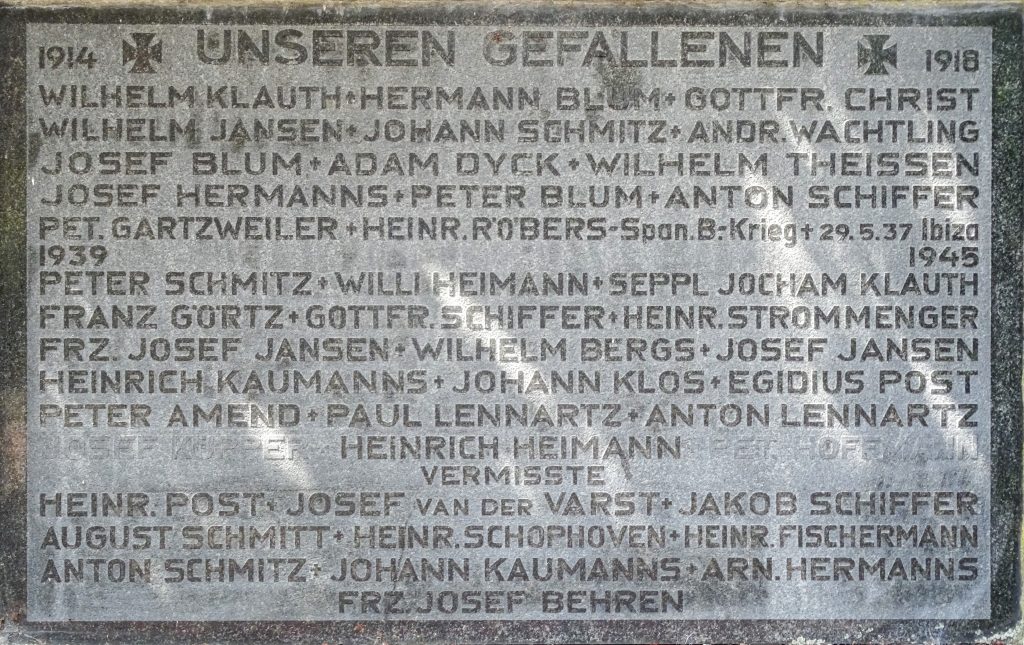 1914 UNSEREN GEFALLENEN 1918
WILHELM KLAUTH + HERMANN BLUM + GOTTFR. CHRIST
WILHELM JANSEN + JOHANN SCHMITZ + ANDR. WACHTLING
JOSEF BLUM + ADAM DYCK + WILHELM THEISSEN
JOSEF HERMANNS + PETER BLUM + ANTON SCHIFFER
PET. GARTZWEILER + HEINR. RÖBERS - Span. B.-Krieg + 29.5.37 Ibiza
1939 1945
PETER SCHMITZ + WILLI HEIMANN + SEPPL JOCHAM KLAUTH
FRANZ GÖRTZ + GOTTFR. SCHIFFER + HEINR. STROMMENGER
FRZ. JOSEF JANSEN + WILHELM BERGS + JOSEF JANSEN
HEINRICH KAUMANNS + JOHANN KLOS + EGIDIUS POST
PETER AMEND + PAUL LENNARTZ + ANTON LENNARTZ
JOSEF HEINRICH HEIMANN PET. HOFFMANN
VERMISSTE
HEINR. POST + JOSEF VAN DER VARST + JAKOB SCHIFFER
AUGUST SCHMITT + HEINR. SCHOPHOVEN + HEINR. FISCHERMANN
ANTON SCHMITZ + JOHANN KAUMANNS + ARN. HERMANNS
FRZ. JOSEF BEHREN